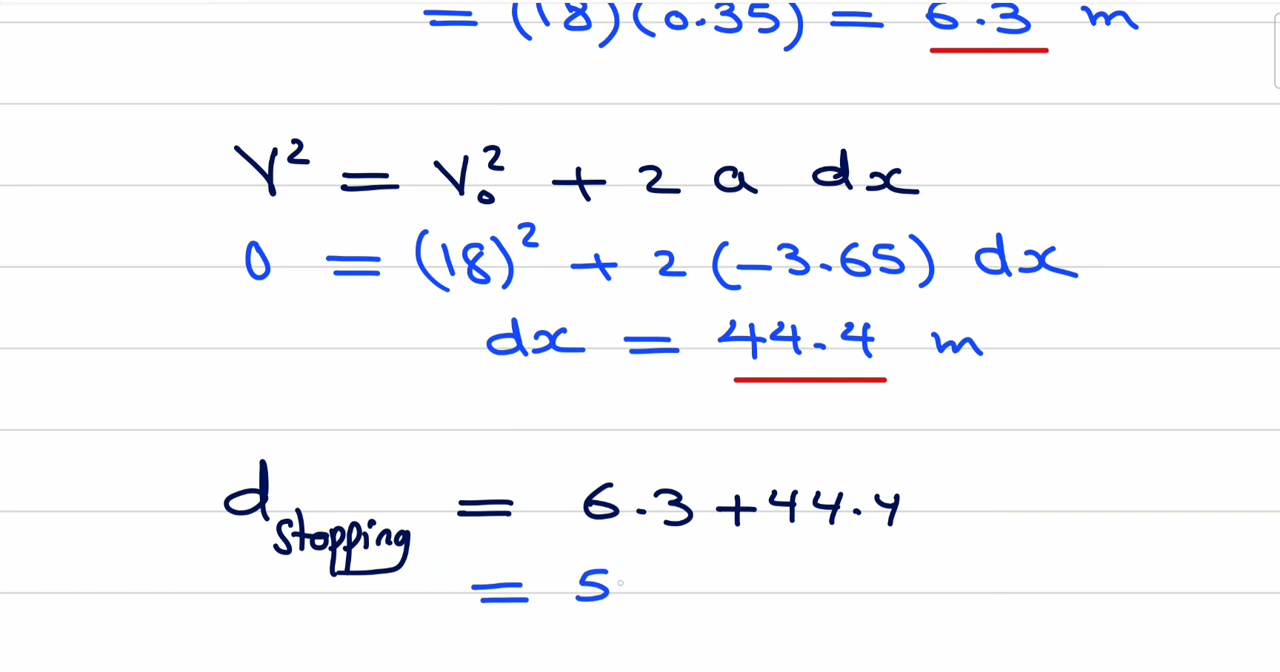 = (18)(0.35) = 6.3 m
V² = V₀² + 2 a dx
0 = (18)² + 2 (-3.65) dx
dx = 44.4 m
d stopping = 6.3 + 44.4
= 5